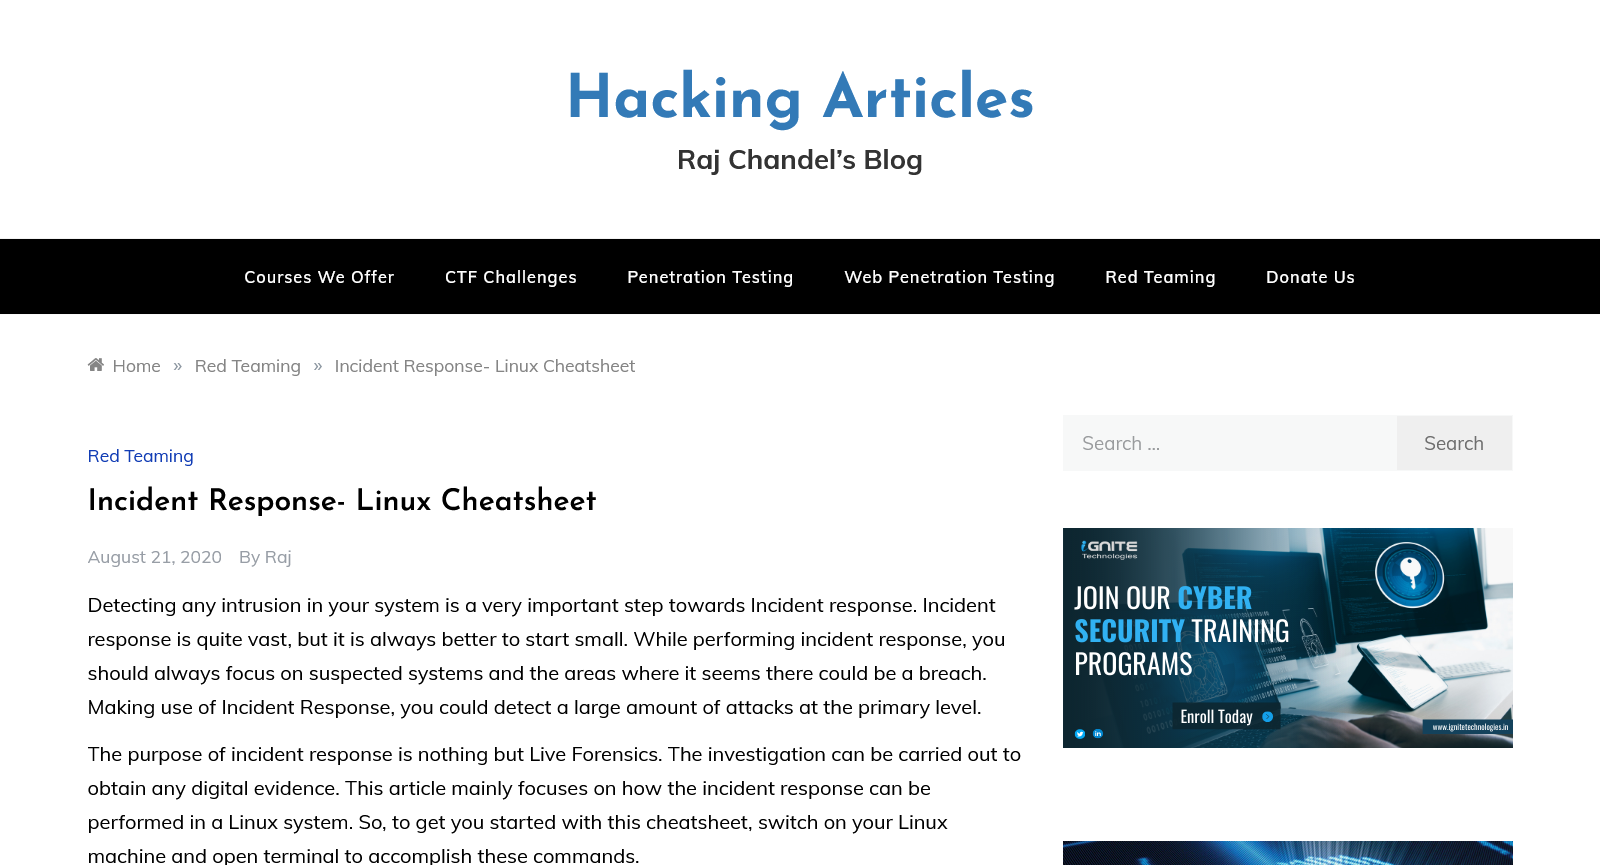 Hacking Articles
Raj Chandel’s Blog
Courses We Offer
CTF Challenges
Penetration Testing
Web Penetration Testing
Red Teaming
Donate Us
Home » Red Teaming » Incident Response- Linux Cheatsheet
Red Teaming
Incident Response- Linux Cheatsheet
August 21, 2020 By Raj
Detecting any intrusion in your system is a very important step towards Incident response. Incident
response is quite vast, but it is always better to start small. While performing incident response, you
should always focus on suspected systems and the areas where it seems there could be a breach.
Making use of Incident Response, you could detect a large amount of attacks at the primary level.
The purpose of incident response is nothing but Live Forensics. The investigation can be carried out to
obtain any digital evidence. This article mainly focuses on how the incident response can be
performed in a Linux system. So, to get you started with this cheatsheet, switch on your Linux
machine and open terminal to accomplish these commands.
Search …
Search
iGNITE
Technologies
JOIN OUR CYBER
SECURITY TRAINING
PROGRAMS
Enroll Today
www.ignitetechnologies.in